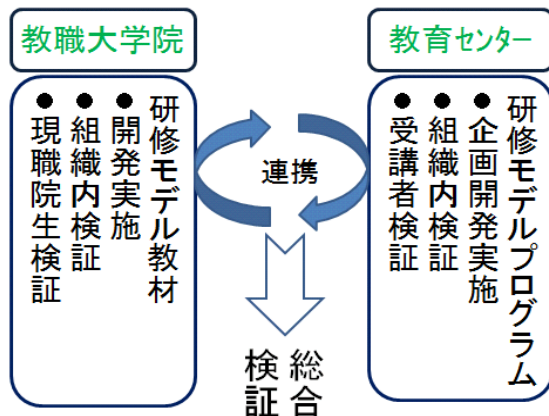 教職大学院
研修モデル教材
●開発実施
●組織内検証
●現職院生検証
連携
総合
検証
教育センター
研修モデルプログラム
●企画開発実施
●組織内検証
●受講者検証